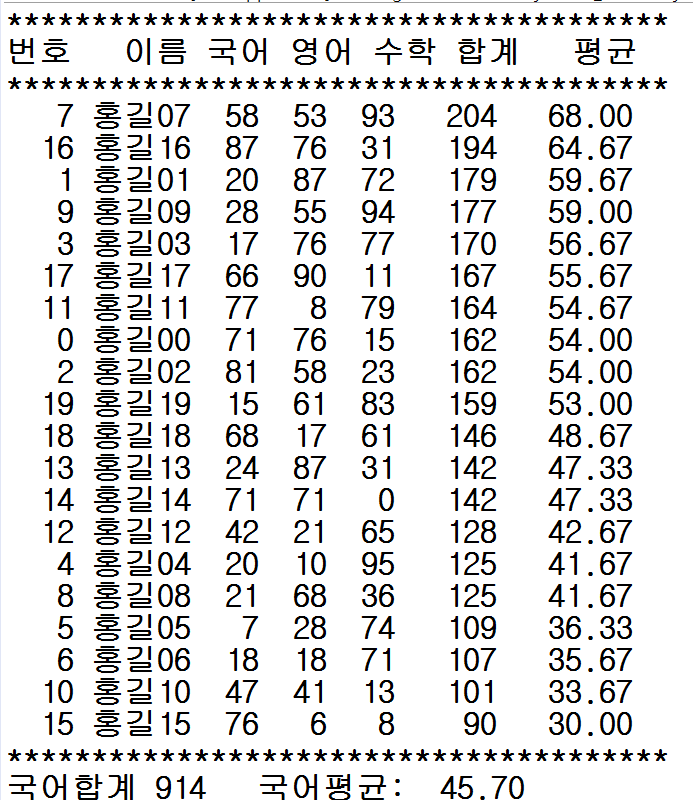 ***************************************
번호 이름 국어 영어 수학 합계 평균
***************************************
7 홍길07 58 53 93 204 68.00
16 홍길16 87 76 31 194 64.67
1 홍길01 20 87 72 179 59.67
9 홍길09 28 55 94 177 59.00
3 홍길03 17 76 77 170 56.67
17 홍길17 66 90 11 167 55.67
11 홍길11 77 8 79 164 54.67
0 홍길00 71 76 15 162 54.00
2 홍길02 81 58 23 162 54.00
19 홍길19 15 61 83 159 53.00
18 홍길18 68 17 61 146 48.67
13 홍길13 24 87 31 142 47.33
14 홍길14 71 71 0 142 47.33
12 홍길12 42 21 65 128 42.67
4 홍길04 20 10 95 125 41.67
8 홍길08 21 68 36 125 41.67
5 홍길05 7 28 74 109 36.33
6 홍길06 18 18 71 107 35.67
10 홍길10 47 41 13 101 33.67
15 홍길15 76 6 8 90 30.00
***************************************
국어합계 914 국어평균: 45.70